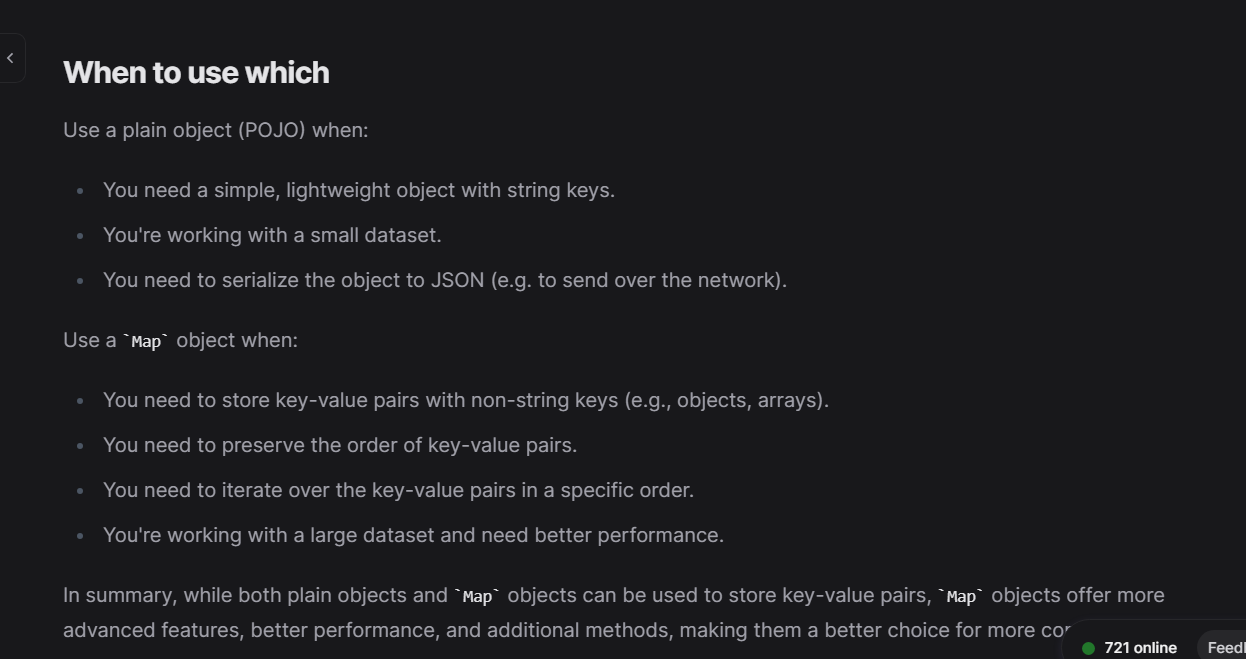 When to use which
Use a plain object (POJO) when:
You need a simple, lightweight object with string keys.
You're working with a small dataset.
You need to serialize the object to JSON (e.g. to send over the network).
Use a `Map` object when:
You need to store key-value pairs with non-string keys (e.g., objects, arrays).
You need to preserve the order of key-value pairs.
You need to iterate over the key-value pairs in a specific order.
You're working with a large dataset and need better performance.
In summary, while both plain objects and `Map` objects can be used to store key-value pairs, `Map` objects offer more
advanced features, better performance, and additional methods, making them a better choice for more
721 online